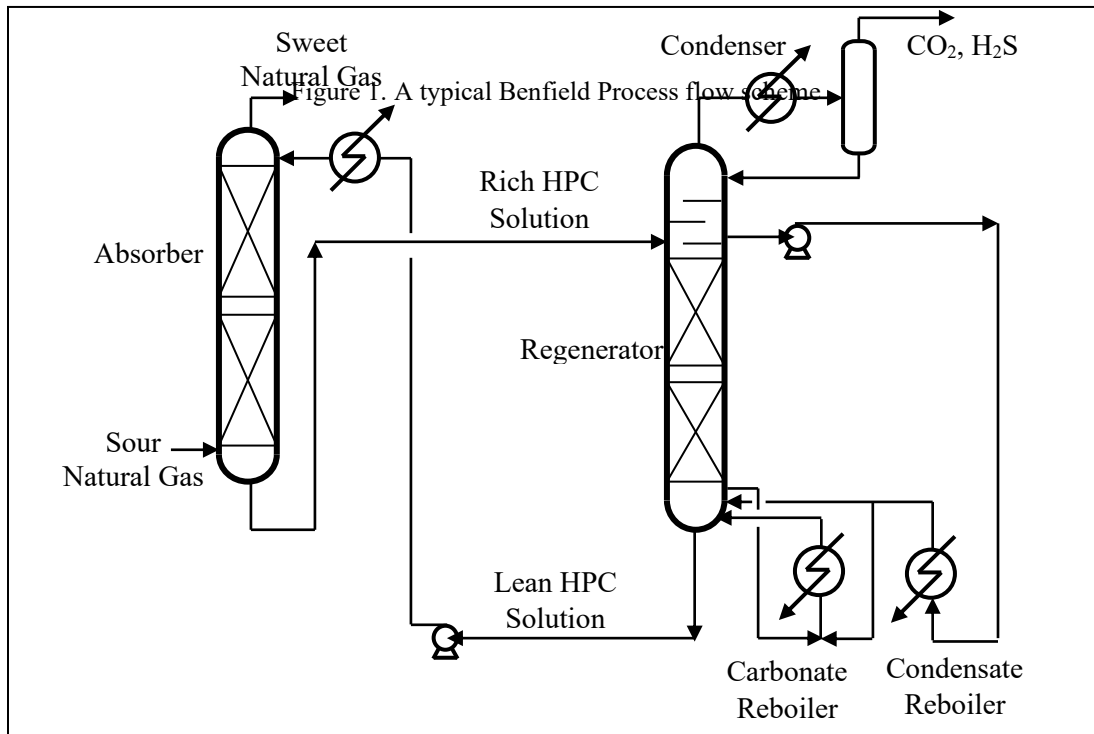 Sweet
Natural Gas
Condenser
CO₂, H₂S
Figure 1. A typical Benfield Process flow scheme
Rich HPC
Solution
Absorber
Regenerator
Sour
Natural Gas
Lean HPC
Solution
Carbonate
Reboiler
Condensate
Reboiler